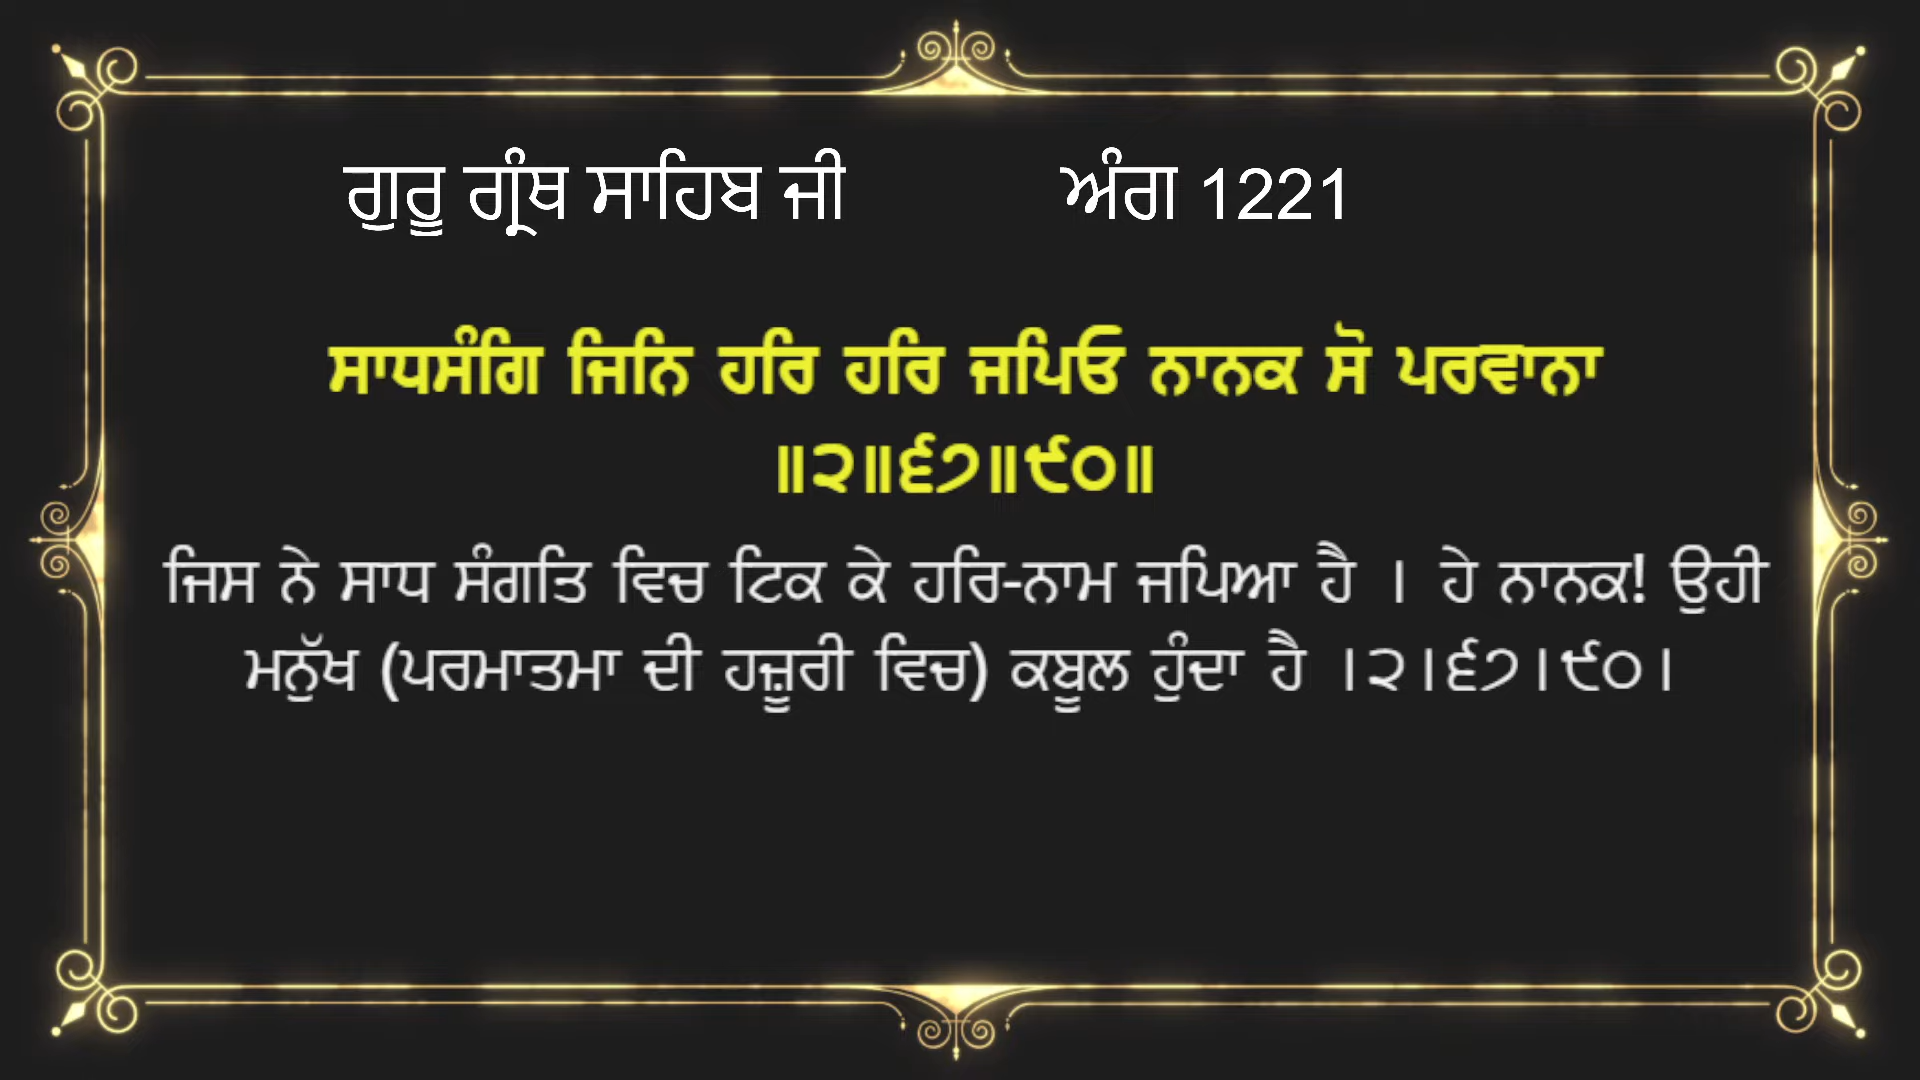 ਗੁਰੂ ਗ੍ਰੰਥ ਸਾਹਿਬ ਜੀ ਅੰਗ 1221
ਸਾਧਸੰਗਿ ਜਿਨਿ ਹਰਿ ਹਰਿ ਜਪਿਓ ਨਾਨਕ ਸੋ ਪਰਵਾਨਾ
॥੨॥੬੭॥੯੦॥
ਜਿਸ ਨੇ ਸਾਧ ਸੰਗਤਿ ਵਿਚ ਟਿਕ ਕੇ ਹਰਿ-ਨਾਮ ਜਪਿਆ ਹੈ । ਹੇ ਨਾਨਕ! ਉਹੀ
ਮਨੁੱਖ (ਪਰਮਾਤਮਾ ਦੀ ਹਜ਼ੂਰੀ ਵਿਚ) ਕਬੂਲ ਹੁੰਦਾ ਹੈ ।੨।੬੭।੯੦।